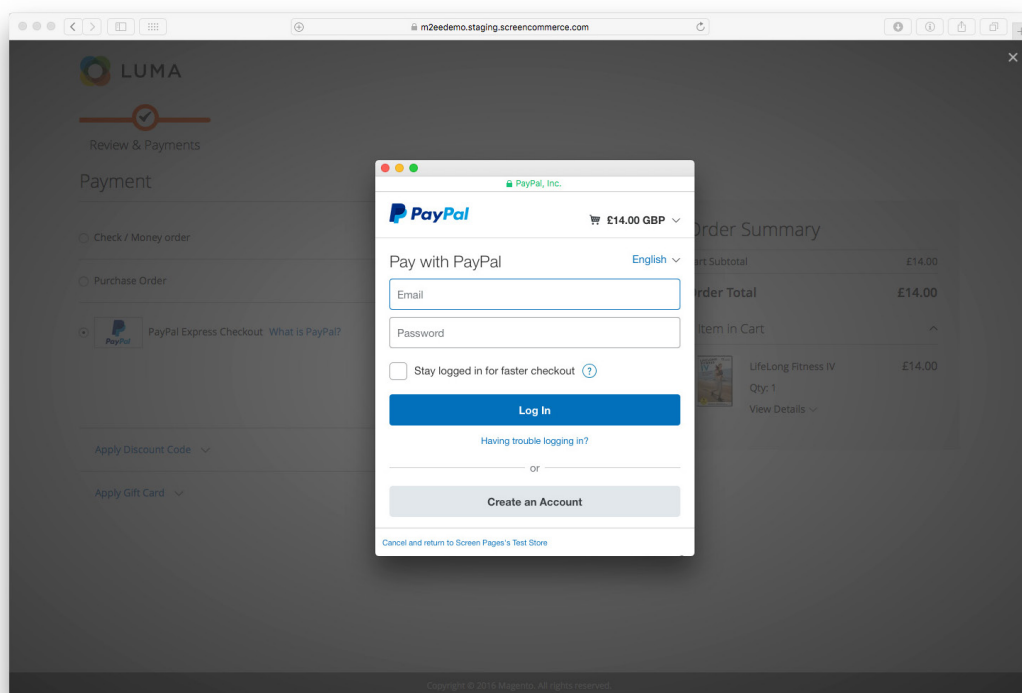 m2eedemo.staging.screencommerce.com
LUMA
Review & Payments
Payment
Check / Money order
Purchase Order
PayPal
PayPal Express Checkout What is PayPal?
Apply Discount Code
Apply Gift Card
PayPal, Inc.
PayPal
£14.00 GBP
Pay with PayPal
English
Email
Password
Stay logged in for faster checkout ?
Log In
Having trouble logging in?
or
Create an Account
Cancel and return to Screen Pages's Test Store
Order Summary
art Subtotal £14.00
Order Total £14.00
Item in Cart
LifeLong Fitness IV £14.00
Qty: 1
View Details
Copyright © 2016 Magento. All rights reserved.